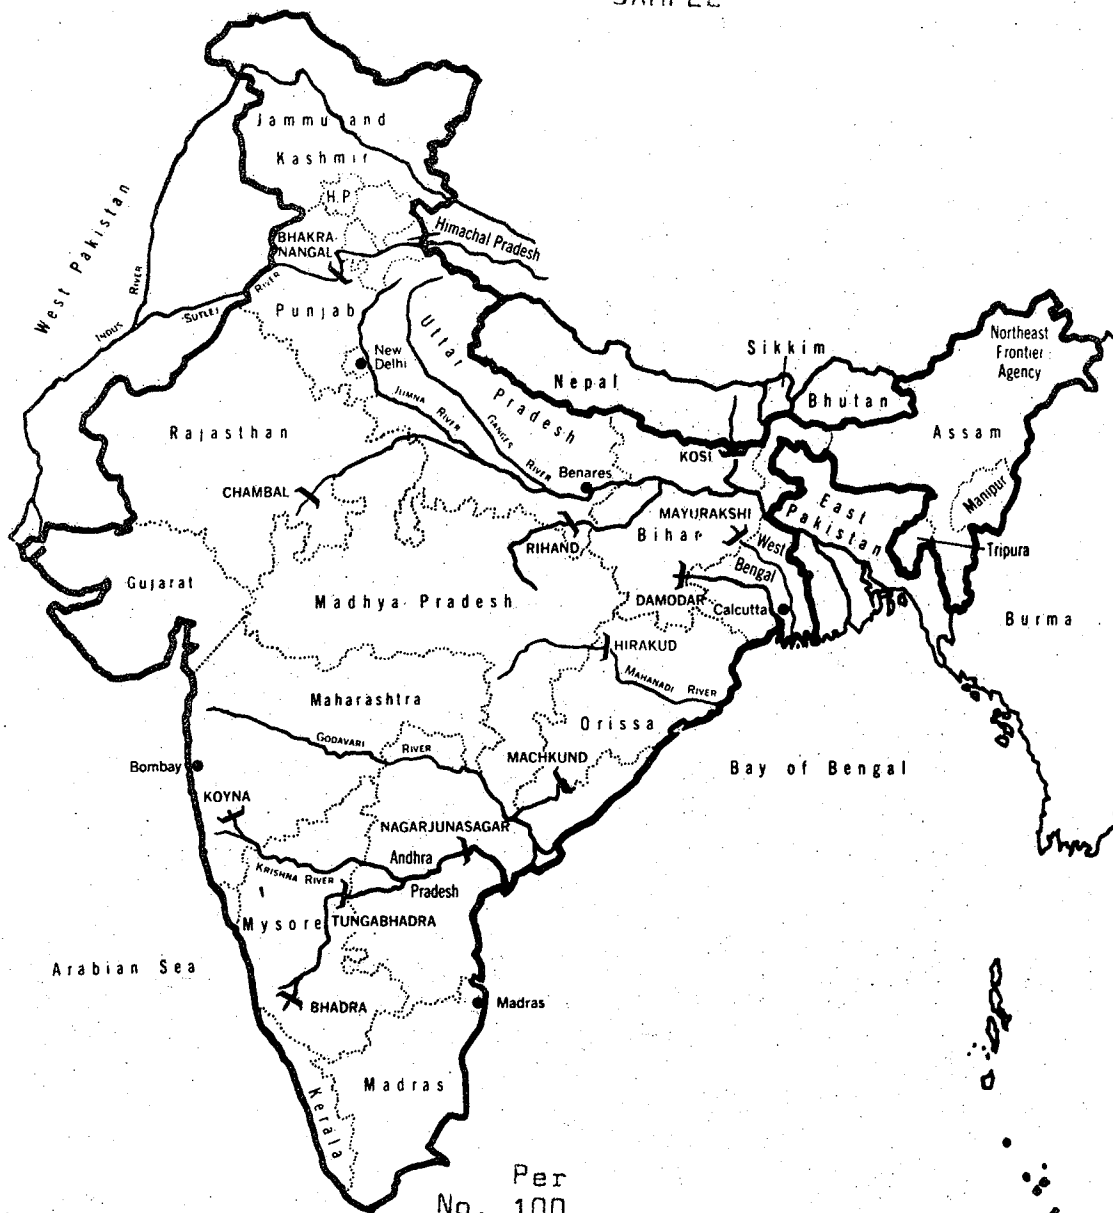 SAMPLE
Jammu and
Kashmir
H.P.
West Pakistan
BHAKRA-
NANGAL
Himachal Pradesh
INDUS RIVER
SUTLEJ RIVER
Punjab
New
Delhi
Uttar Pradesh
JUMNA RIVER
GANGES RIVER
Nepal
Sikkim
Bhutan
Northeast
Frontier
Agency
Assam
Manipur
Rajasthan
CHAMBAL
Benares
KOSI
East
Pakistan
Tripura
RIHAND
MAYURAKSHI
Bihar
West
Bengal
Gujarat
Madhya Pradesh
DAMODAR
Calcutta
Burma
HIRAKUD
MAHANADI RIVER
Maharashtra
Orissa
GODAVARI RIVER
MACHKUND
Bay of Bengal
Bombay
KOYNA
NAGARJUNASAGAR
KRISHNA RIVER
Andhra
Pradesh
Mysore
TUNGABHADRA
Arabian Sea
BHADRA
Madras
Madras
Kerala
Per
No. 100